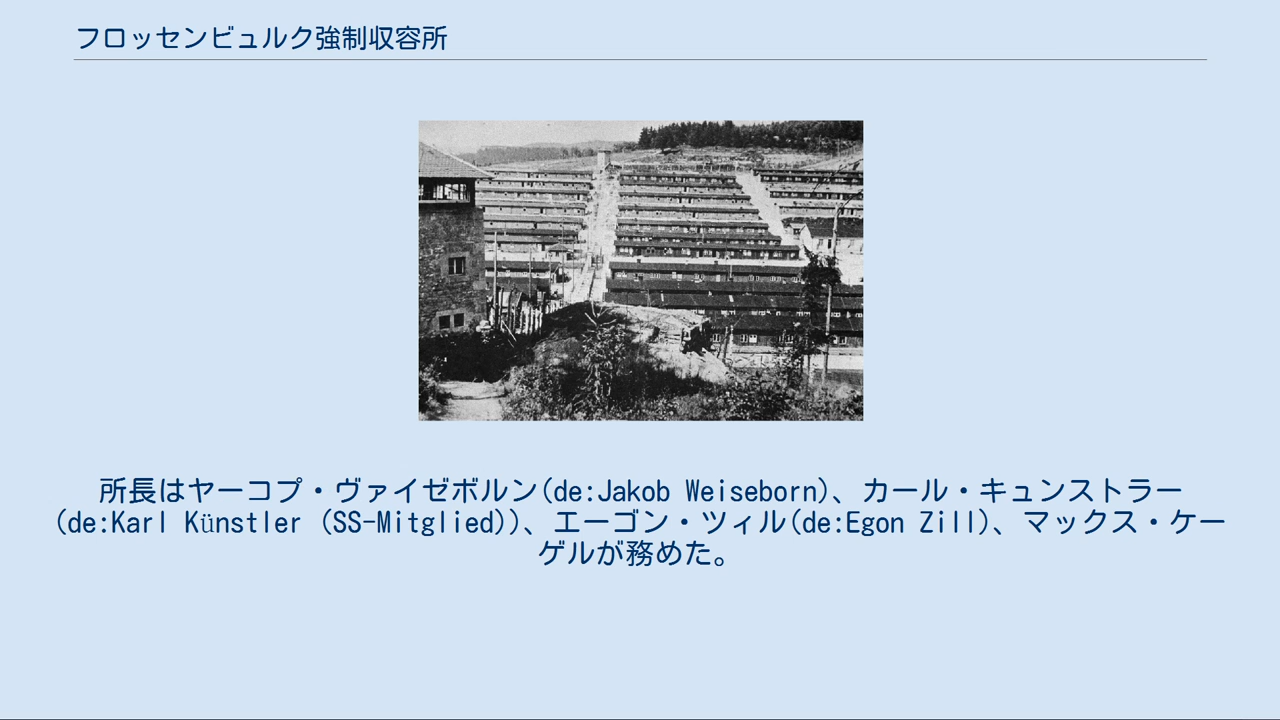 フロッセンビュルク強制収容所
所長はヤーコプ・ヴァイゼボルン(de:Jakob Weiseborn)、カール・キュンストラー
(de:Karl Künstler (SS-Mitglied))、エーゴン・ツィル(de:Egon Zill)、マックス・ケー
ゲルが務めた。